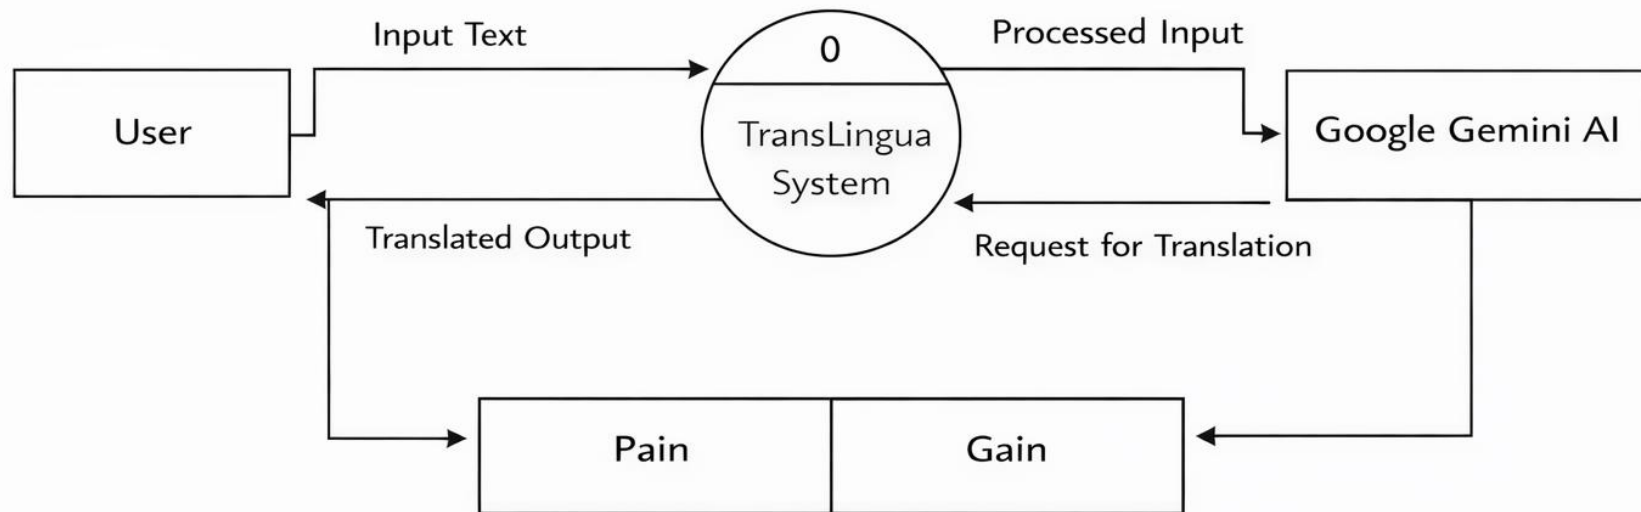 Input Text
Processed Input
0
User
TransLingua
System
Google Gemini AI
Translated Output
Request for Translation
Pain
Gain